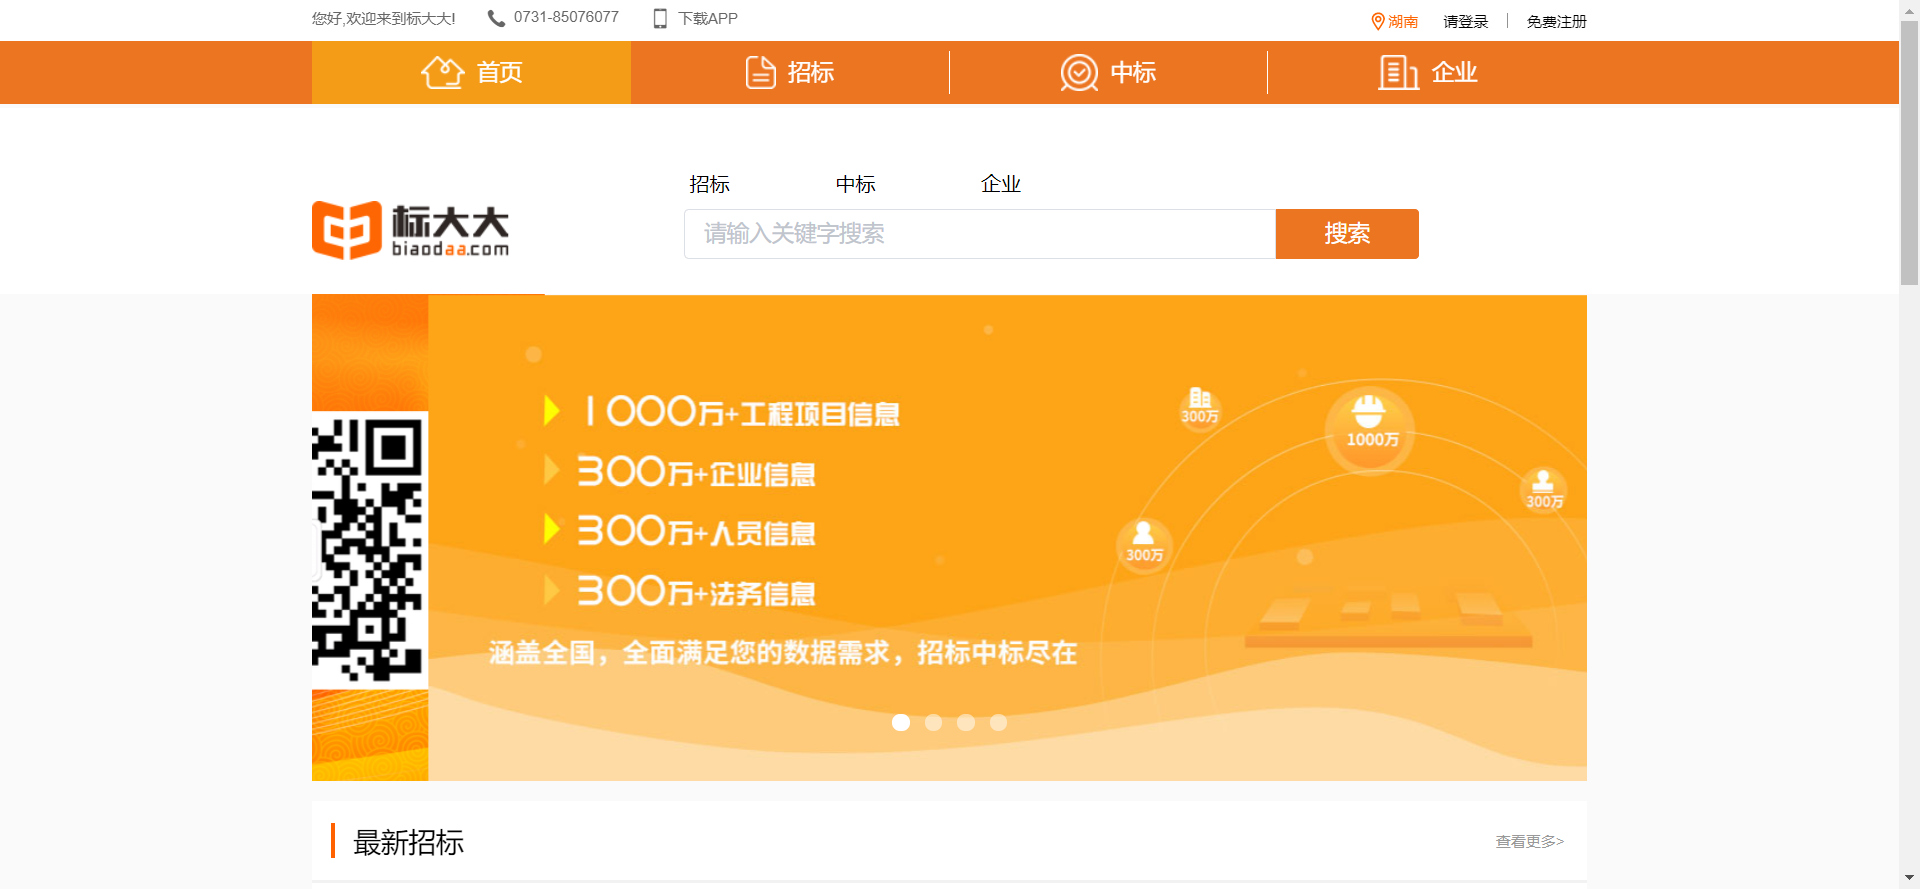 您好,欢迎来到标大大!
0731-85076077
下载APP
湖南
请登录
免费注册
首页
招标
中标
企业
招标
中标
企业
标大大
biaodaa.com
请输入关键字搜索
搜索
1000万+工程项目信息
300万+企业信息
300万+人员信息
300万+法务信息
涵盖全国，全面满足您的数据需求，招标中标尽在
300万
1000万
300万
300万
最新招标
查看更多>